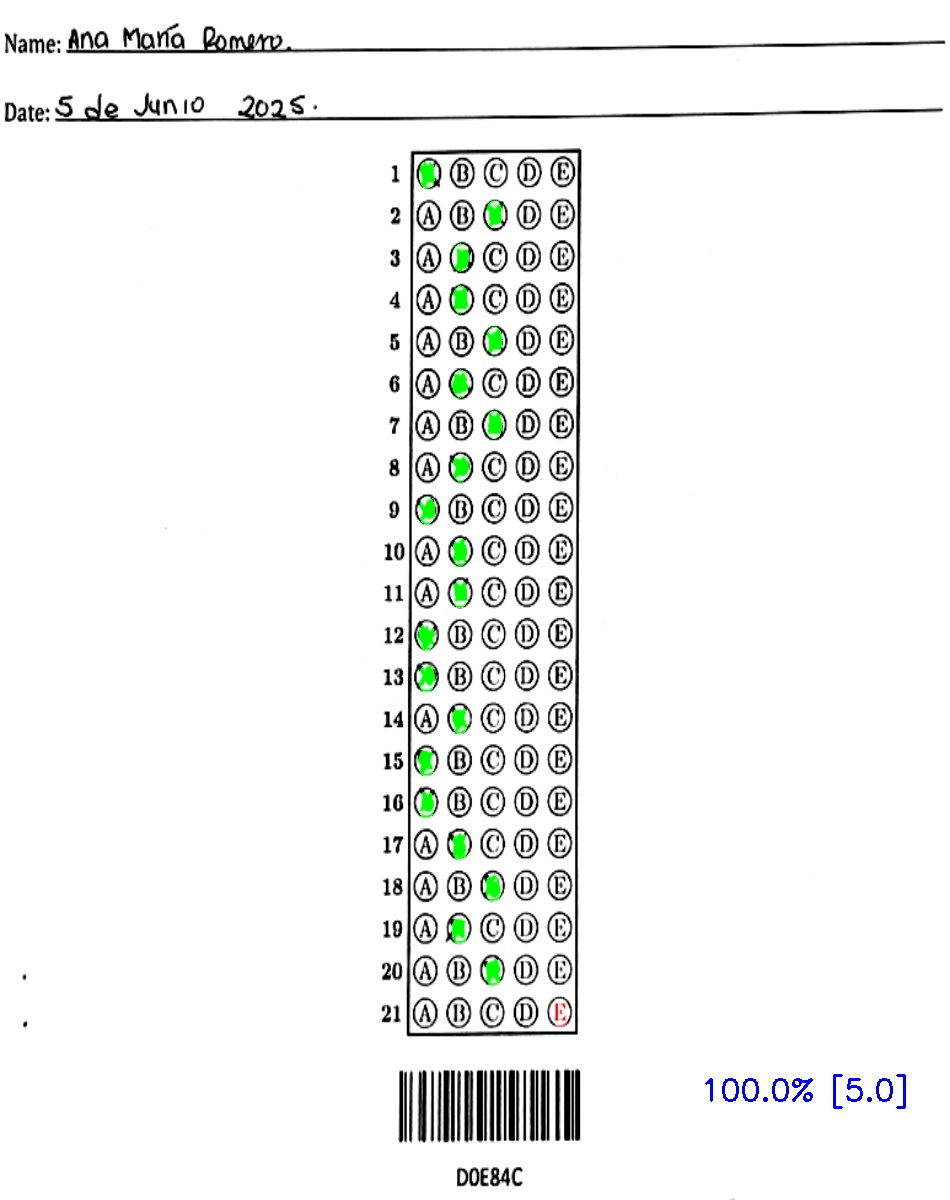 Name: Ana María Romero.
Date: 5 de Junio 2025.
1 A B C D E
2 A B C D E
3 A B C D E
4 A B C D E
5 A B C D E
6 A B C D E
7 A B C D E
8 A B C D E
9 A B C D E
10 A B C D E
11 A B C D E
12 A B C D E
13 A B C D E
14 A B C D E
15 A B C D E
16 A B C D E
17 A B C D E
18 A B C D E
19 A B C D E
20 A B C D E
21 A B C D E
100.0% [5.0]
D0E84C